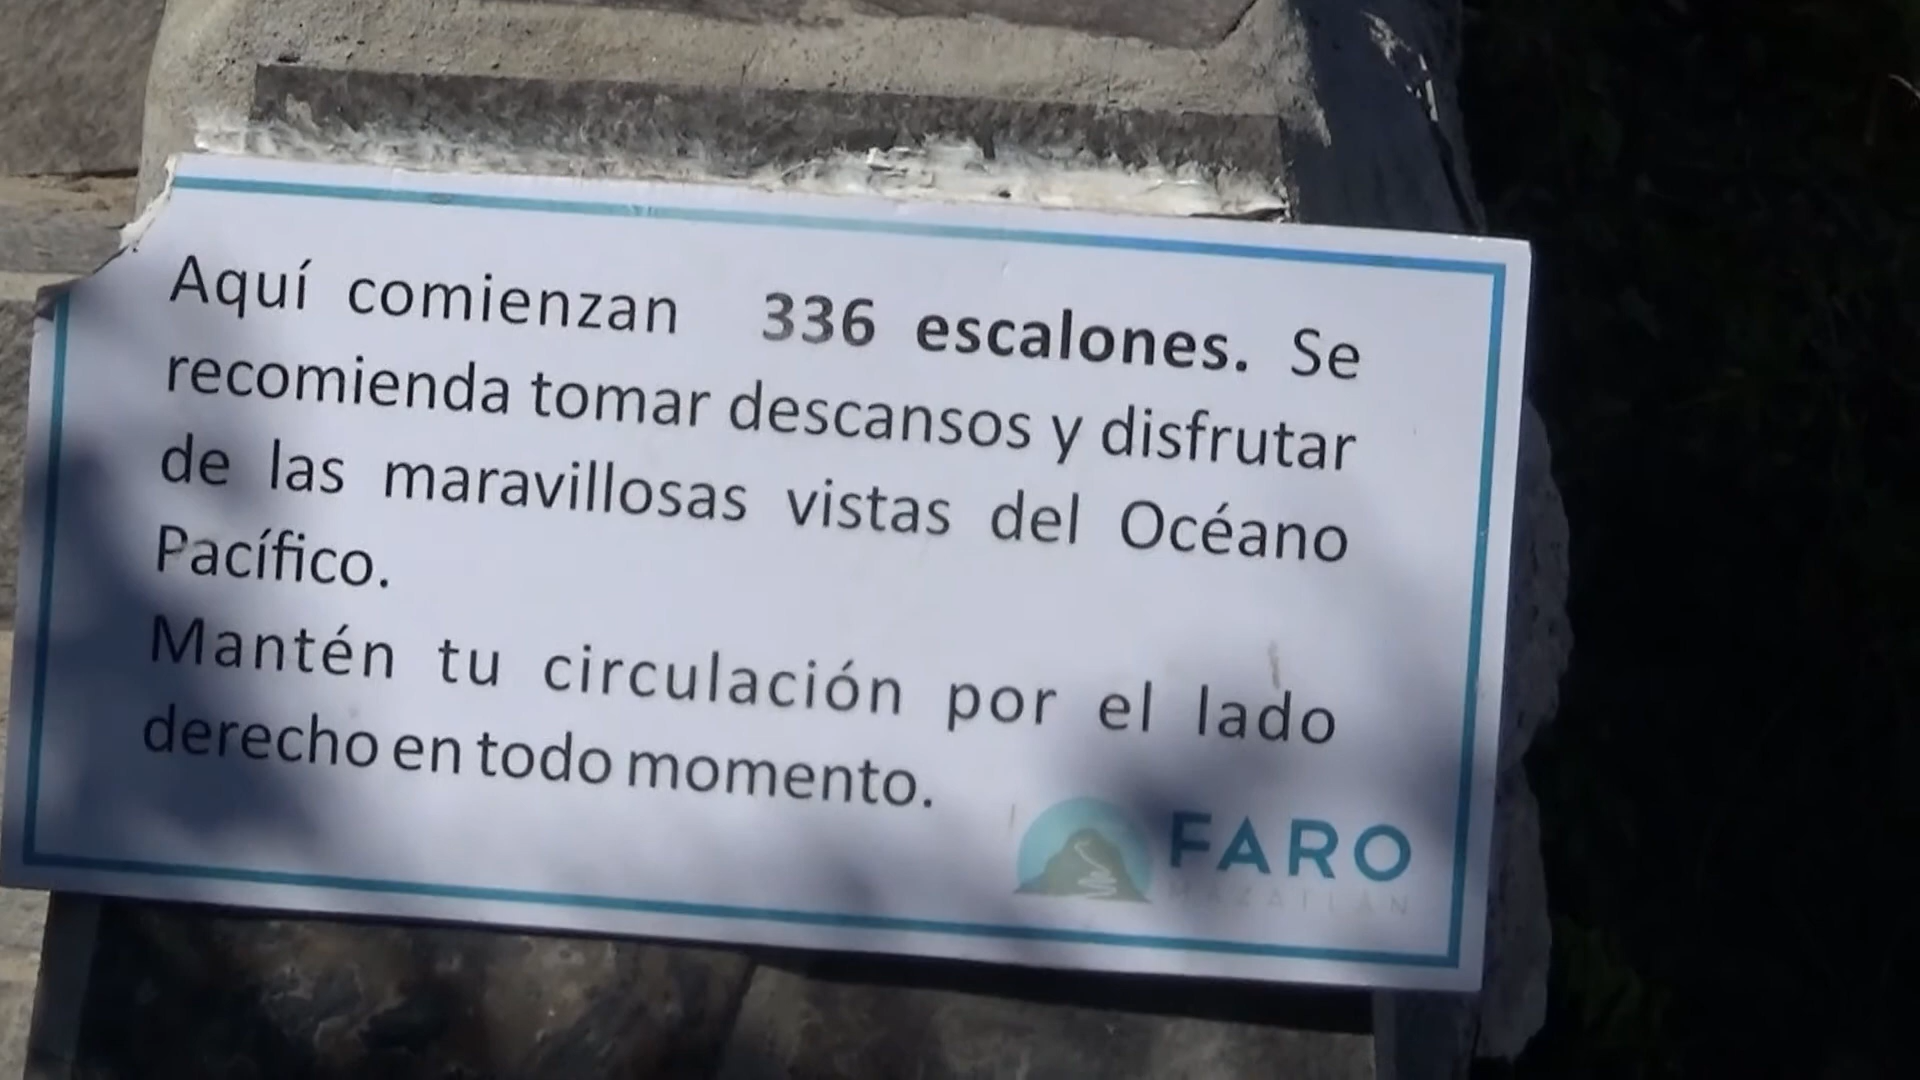 Aquí comienzan 336 escalones. Se
recomienda tomar descansos y disfrutar
de las maravillosas vistas del Océano
Pacífico.
Mantén tu circulación por el lado
derecho en todo momento.
FARO
MAZATLÁN